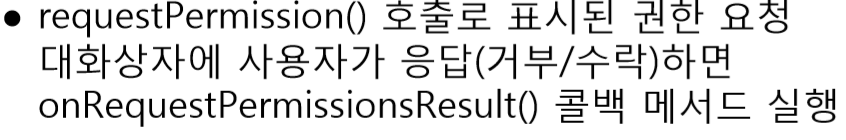 • requestPermission() 호출로 표시된 권한 요청
대화상자에 사용자가 응답(거부/수락)하면
onRequestPermissionsResult() 콜백 메서드 실행